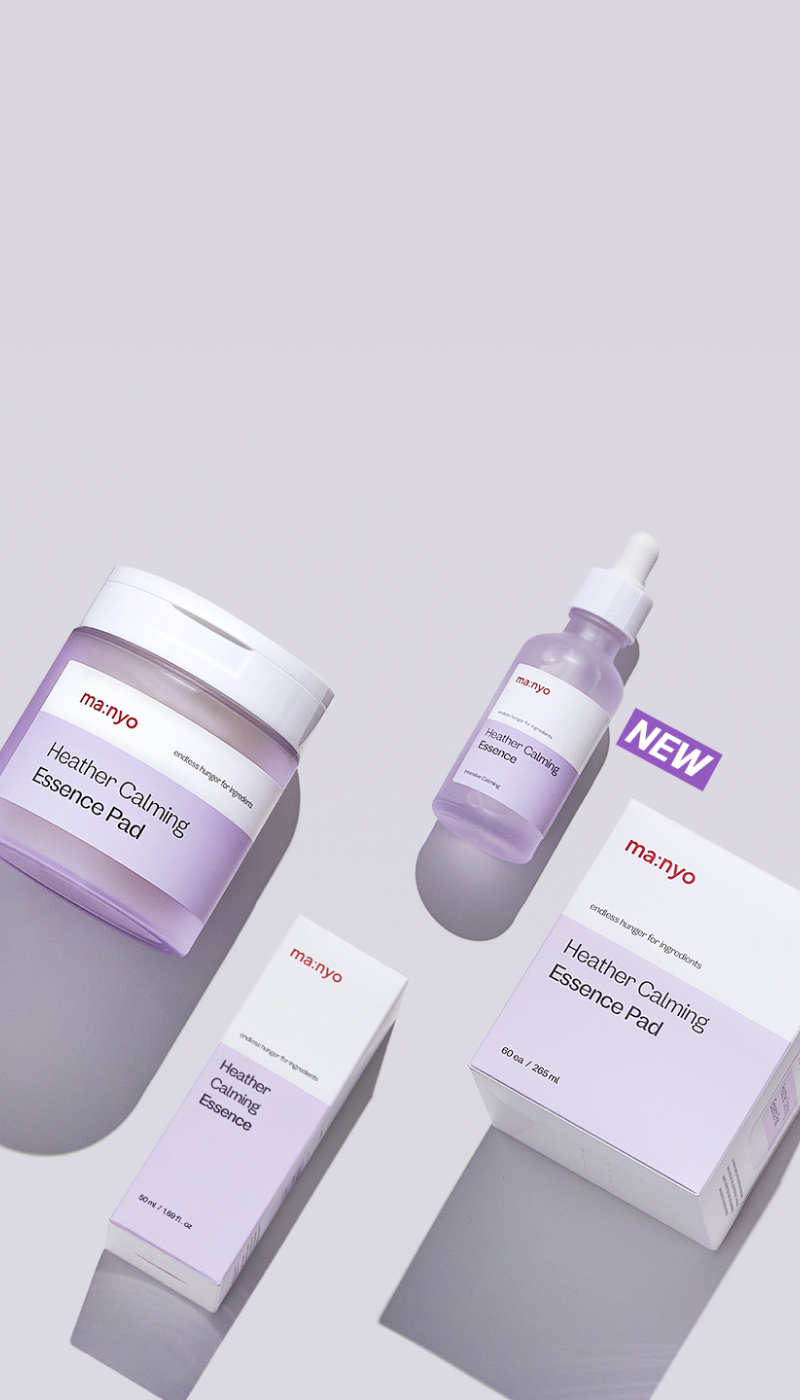 ma:nyo
endless hunger for ingredients
Heather Calming
Essence Pad
ma:nyo
endless hunger for ingredients
Heather Calming
Essence
Intensive Calming
NEW
ma:nyo
endless hunger for ingredients
Heather
Calming
Essence
50 ml / 1.69 fl. oz
ma:nyo
endless hunger for ingredients
Heather Calming
Essence Pad
60 ea / 265 ml